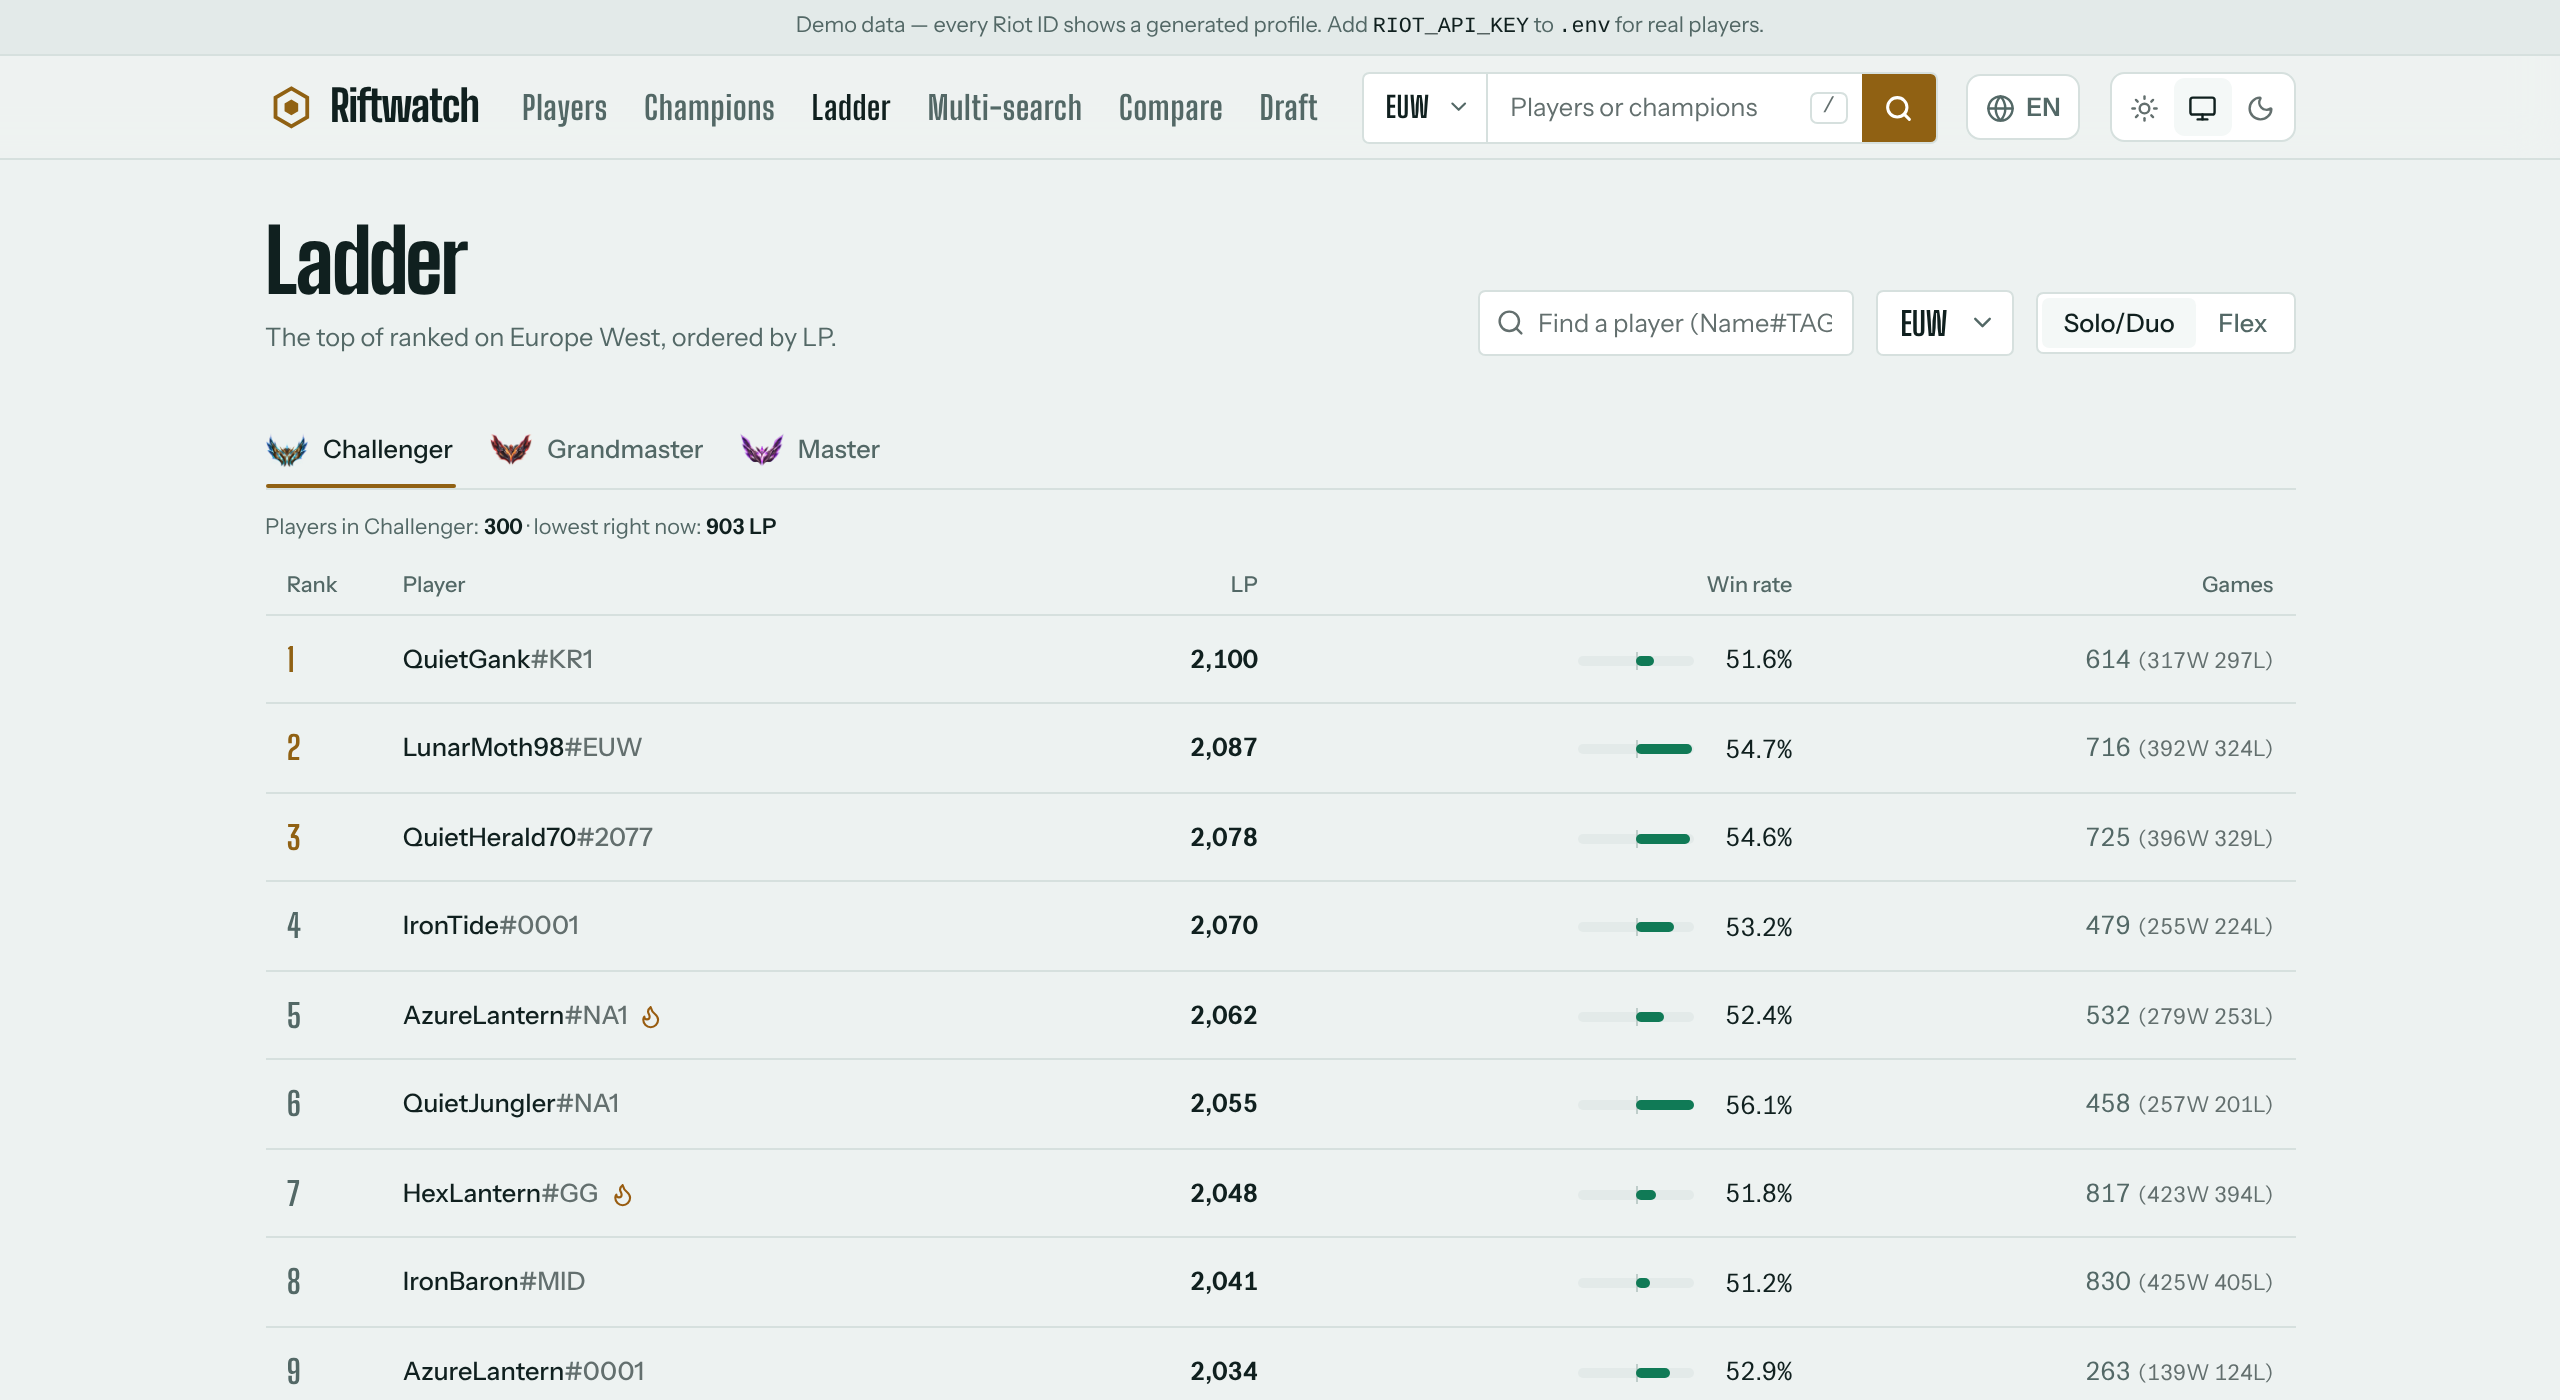 Demo data — every Riot ID shows a generated profile. Add RIOT_API_KEY to .env for real players.
Riftwatch Players Champions Ladder Multi-search Compare Draft EUW Players or champions / EN
Ladder
The top of ranked on Europe West, ordered by LP.
Find a player (Name#TAG EUW Solo/Duo Flex
Challenger Grandmaster Master
Players in Challenger: 300 · lowest right now: 903 LP
Rank Player LP Win rate Games
1 QuietGank#KR1 2,100 51.6% 614 (317W 297L)
2 LunarMoth98#EUW 2,087 54.7% 716 (392W 324L)
3 QuietHerald70#2077 2,078 54.6% 725 (396W 329L)
4 IronTide#0001 2,070 53.2% 479 (255W 224L)
5 AzureLantern#NA1 2,062 52.4% 532 (279W 253L)
6 QuietJungler#NA1 2,055 56.1% 458 (257W 201L)
7 HexLantern#GG 2,048 51.8% 817 (423W 394L)
8 IronBaron#MID 2,041 51.2% 830 (425W 405L)
9 AzureLantern#0001 2,034 52.9% 263 (139W 124L)